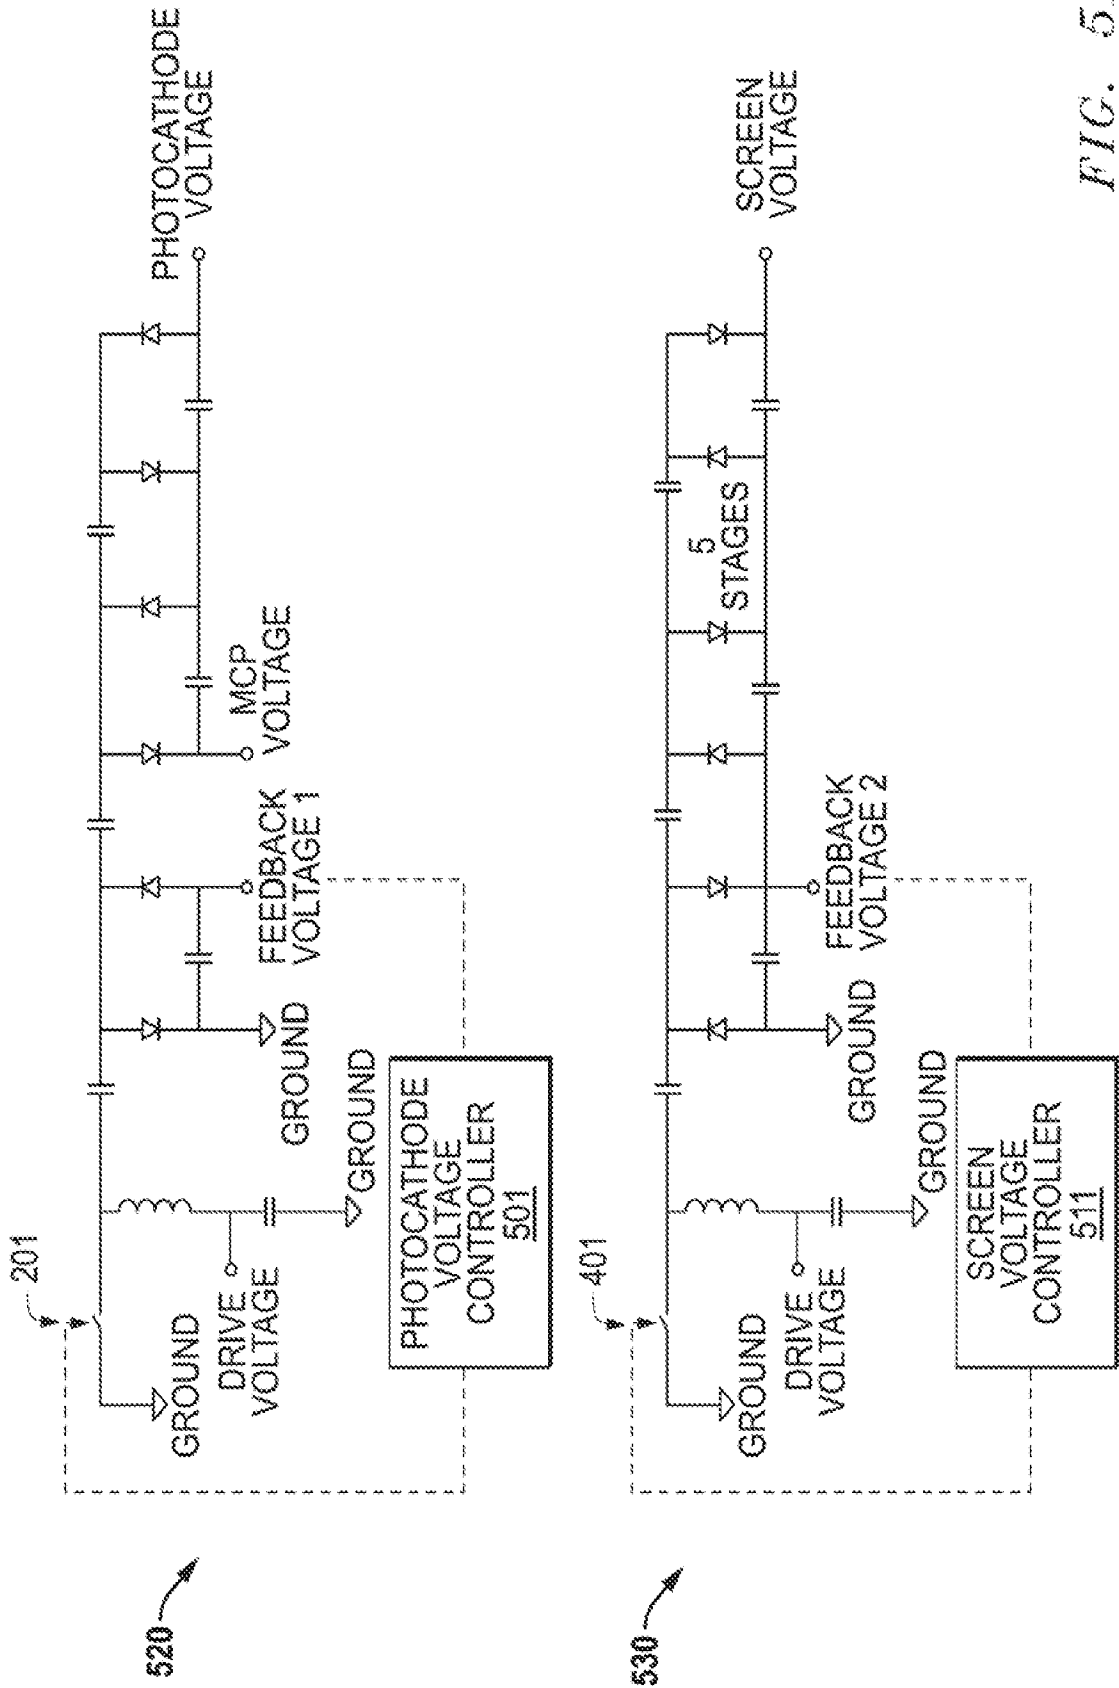 520
201
GROUND
DRIVE
VOLTAGE
GROUND
GROUND
FEEDBACK
VOLTAGE 1
MCP
VOLTAGE
PHOTOCATHODE
VOLTAGE
PHOTOCATHODE
VOLTAGE
CONTROLLER
501
530
401
GROUND
DRIVE
VOLTAGE
GROUND
GROUND
FEEDBACK
VOLTAGE 2
5
STAGES
SCREEN
VOLTAGE
SCREEN
VOLTAGE
CONTROLLER
511
FIG. 5